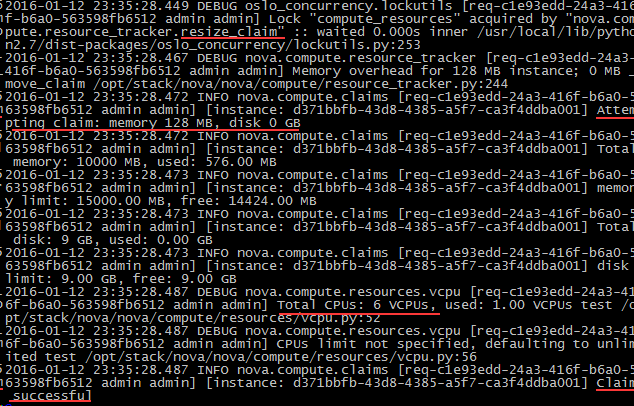 2016-01-12 23:35:28.449 DEBUG oslo_concurrency.lockutils [req-c1e93edd-24a3-416
admin admin] Lock "compute_resources" acquired by "nova.com
pute.resource_tracker.resize_claim" :: waited 0.000s inner /usr/local/lib/pytho
n2.7/dist-packages/oslo_concurrency/lockutils.py:253
2016-01-12 23:35:28.467 DEBUG nova.compute.resource_tracker [req-c1e93edd-24a3-
416f-b6a0-563598fb6512 admin admin] Memory overhead for 128 MB instance; 0 MB _
move_claim /opt/stack/nova/nova/compute/resource_tracker.py:244
2016-01-12 23:35:28.472 INFO nova.compute.claims [req-c1e93edd-24a3-416f-b6a0-5
63598fb6512 admin admin] [instance: d371bbfb-43d8-4385-a5f7-ca3f4ddba001] Attem
pting claim: memory 128 MB, disk 0 GB
2016-01-12 23:35:28.472 INFO nova.compute.claims [req-c1e93edd-24a3-416f-b6a0-5
63598fb6512 admin admin] [instance: d371bbfb-43d8-4385-a5f7-ca3f4ddba001] Total
memory: 10000 MB, used: 576.00 MB
2016-01-12 23:35:28.473 INFO nova.compute.claims [req-c1e93edd-24a3-416f-b6a0-5
63598fb6512 admin admin] [instance: d371bbfb-43d8-4385-a5f7-ca3f4ddba001] memor
y limit: 15000.00 MB, free: 14424.00 MB
2016-01-12 23:35:28.473 INFO nova.compute.claims [req-c1e93edd-24a3-416f-b6a0-5
63598fb6512 admin admin] [instance: d371bbfb-43d8-4385-a5f7-ca3f4ddba001] Total
disk: 9 GB, used: 0.00 GB
2016-01-12 23:35:28.473 INFO nova.compute.claims [req-c1e93edd-24a3-416f-b6a0-5
63598fb6512 admin admin] [instance: d371bbfb-43d8-4385-a5f7-ca3f4ddba001] disk
limit: 9.00 GB, free: 9.00 GB
2016-01-12 23:35:28.487 DEBUG nova.compute.resources.vcpu [req-c1e93edd-24a3-41
6f-b6a0-563598fb6512 admin admin] Total CPUs: 6 VCPUs, used: 1.00 VCPUs test /o
pt/stack/nova/nova/compute/resources/vcpu.py:52
2016-01-12 23:35:28.487 DEBUG nova.compute.resources.vcpu [req-c1e93edd-24a3-41
6f-b6a0-563598fb6512 admin admin] CPUs limit not specified, defaulting to unlim
ited test /opt/stack/nova/nova/compute/resources/vcpu.py:56
2016-01-12 23:35:28.487 INFO nova.compute.claims [req-c1e93edd-24a3-416f-b6a0-5
63598fb6512 admin admin] [instance: d371bbfb-43d8-4385-a5f7-ca3f4ddba001] Claim
successful